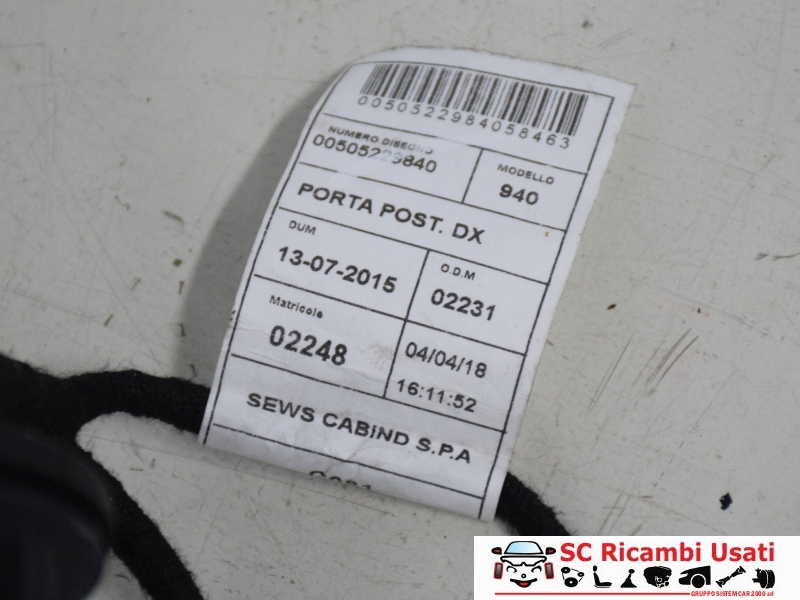 0050522984058463
NUMERO DISEGNO
00505229840
MODELLO
940
PORTA POST. DX
DUM
13-07-2015
O.D.M
02231
Matricola
02248
04/04/18
16:11:52
SEWS CABIND S.P.A
SC Ricambi Usati
GRUPPO SISTEMCAR 2000 srl